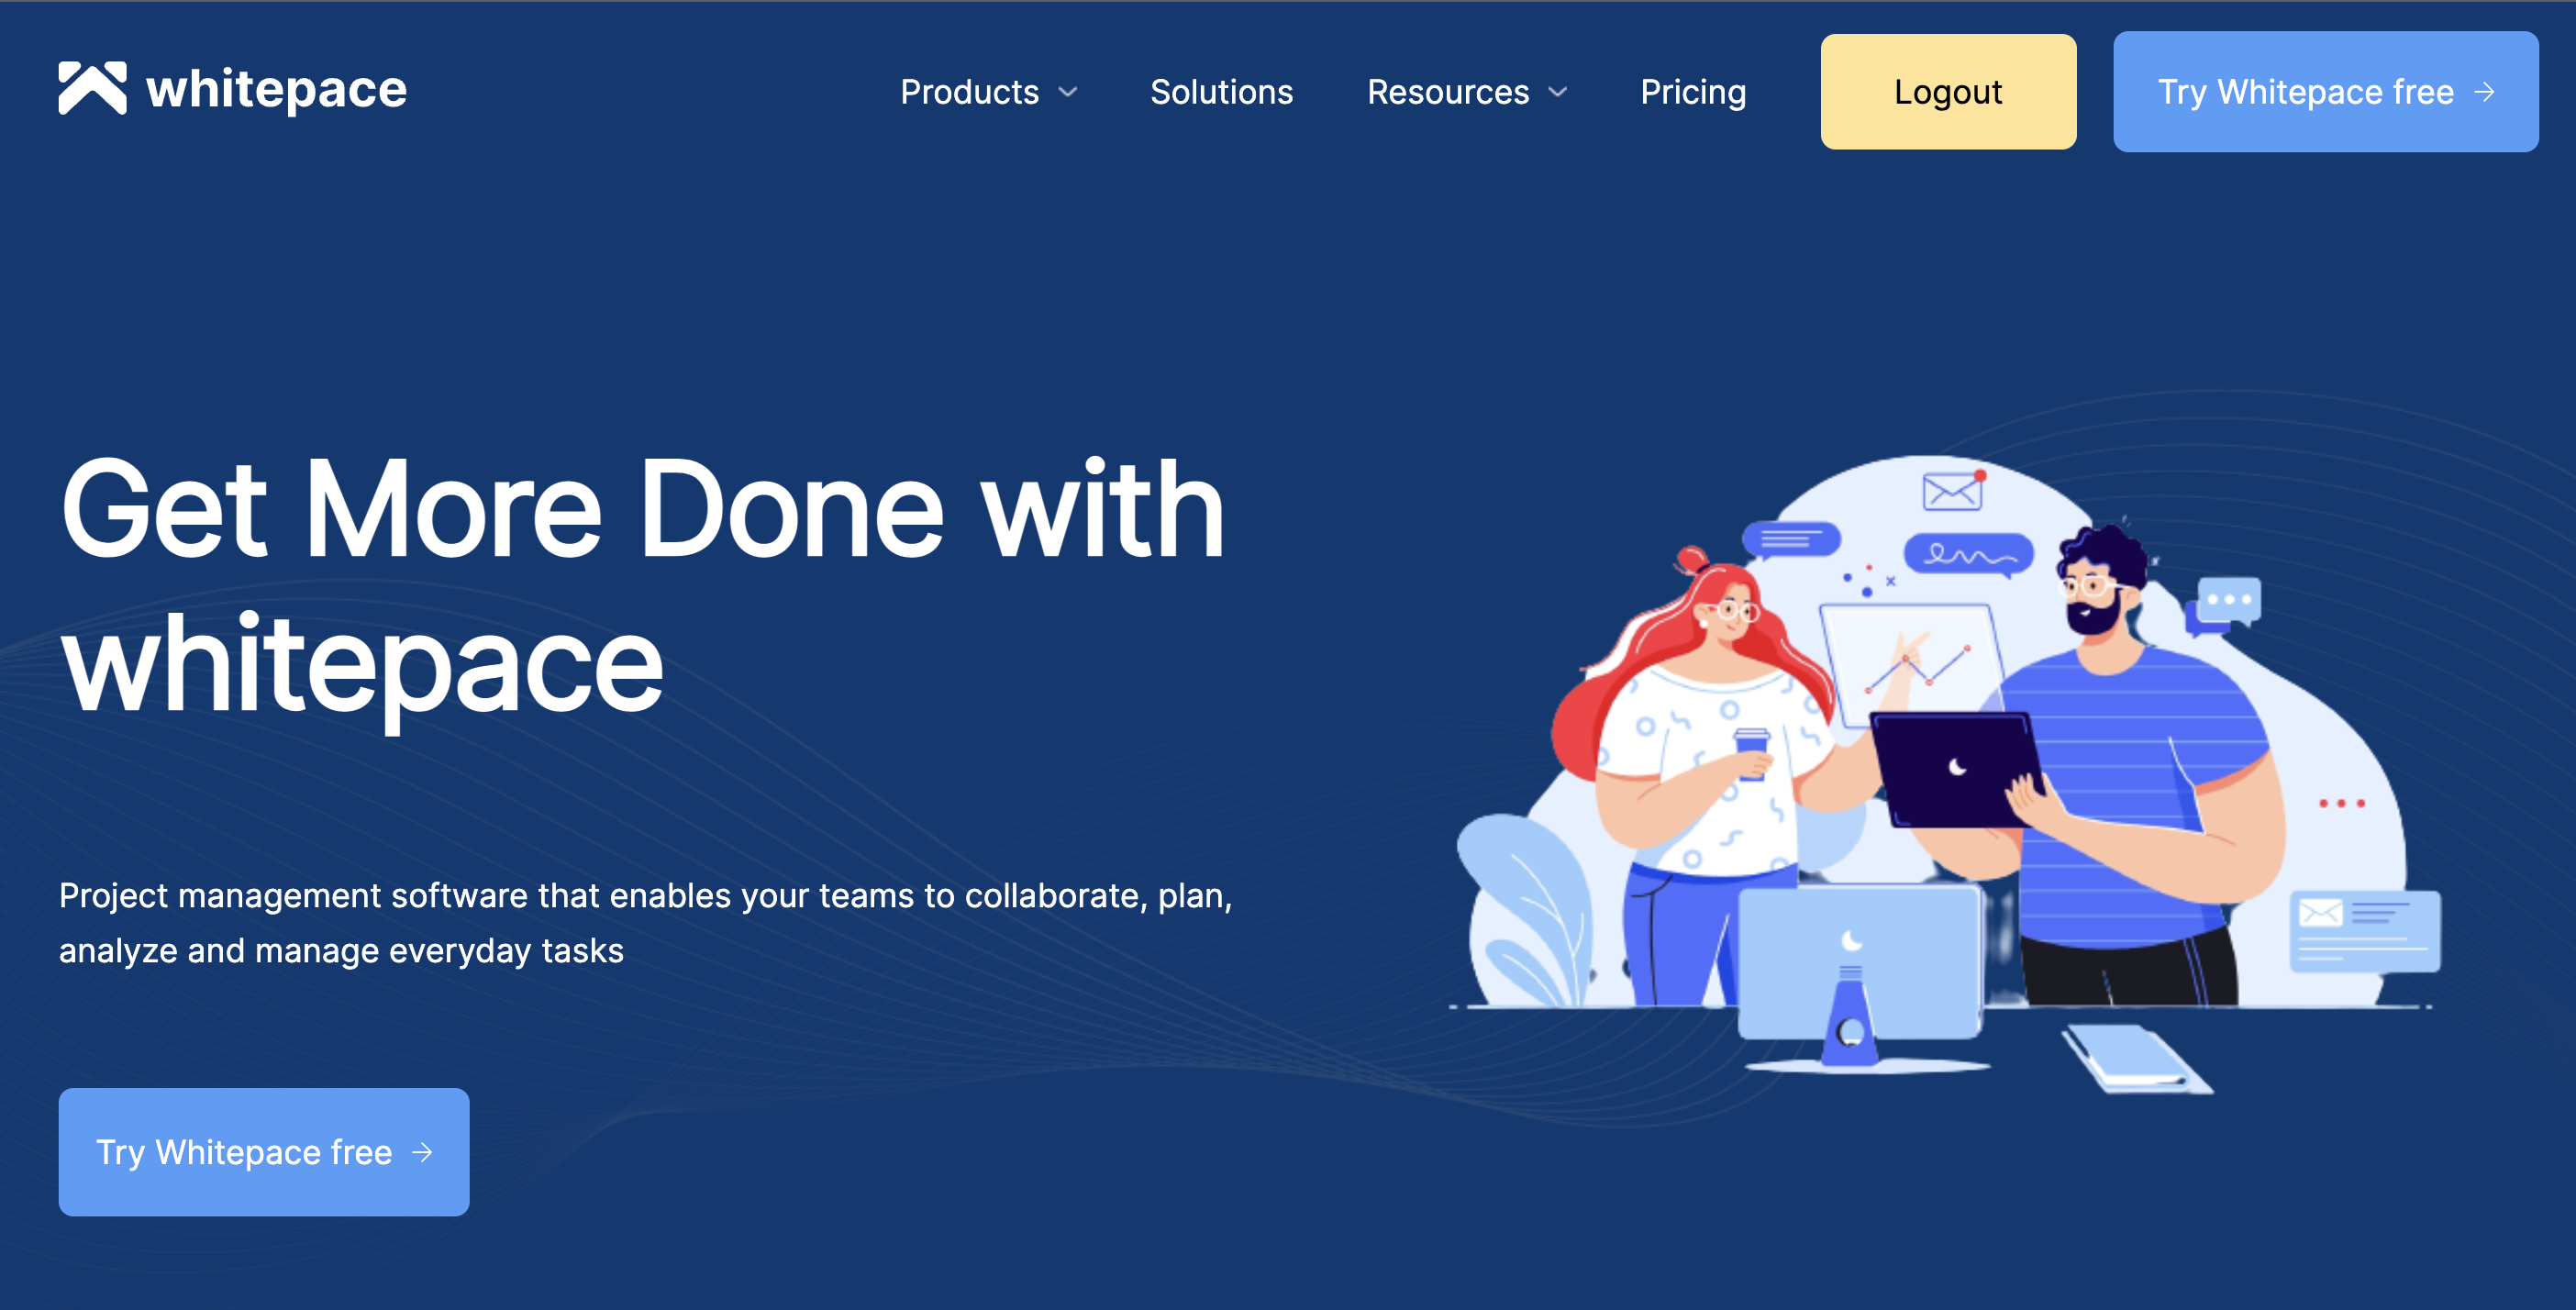 whitepace
Products
Solutions
Resources
Pricing
Logout
Try Whitepace free →
Get More Done with
whitepace
Project management software that enables your teams to collaborate, plan,
analyze and manage everyday tasks
Try Whitepace free →